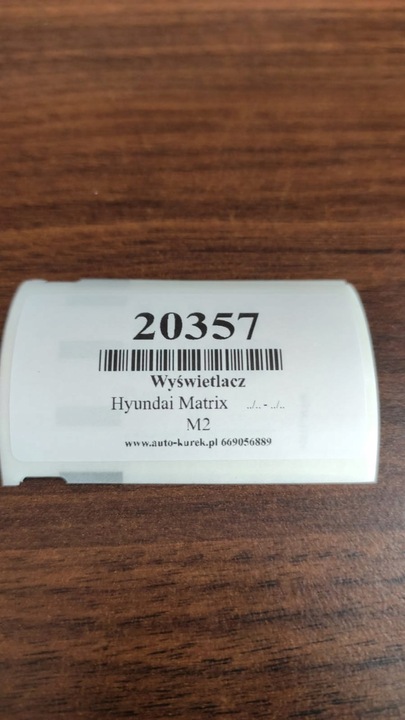 20357
Wyświetlacz
Hyundai Matrix ../.. - ../..
M2
www.auto-kurek.pl 669056889